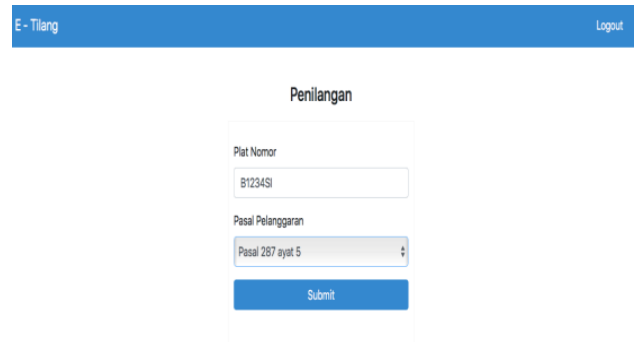 E - Tilang
Logout
Penilangan
Plat Nomor
B1234SI
Pasal Pelanggaran
Pasal 287 ayat 5
Submit